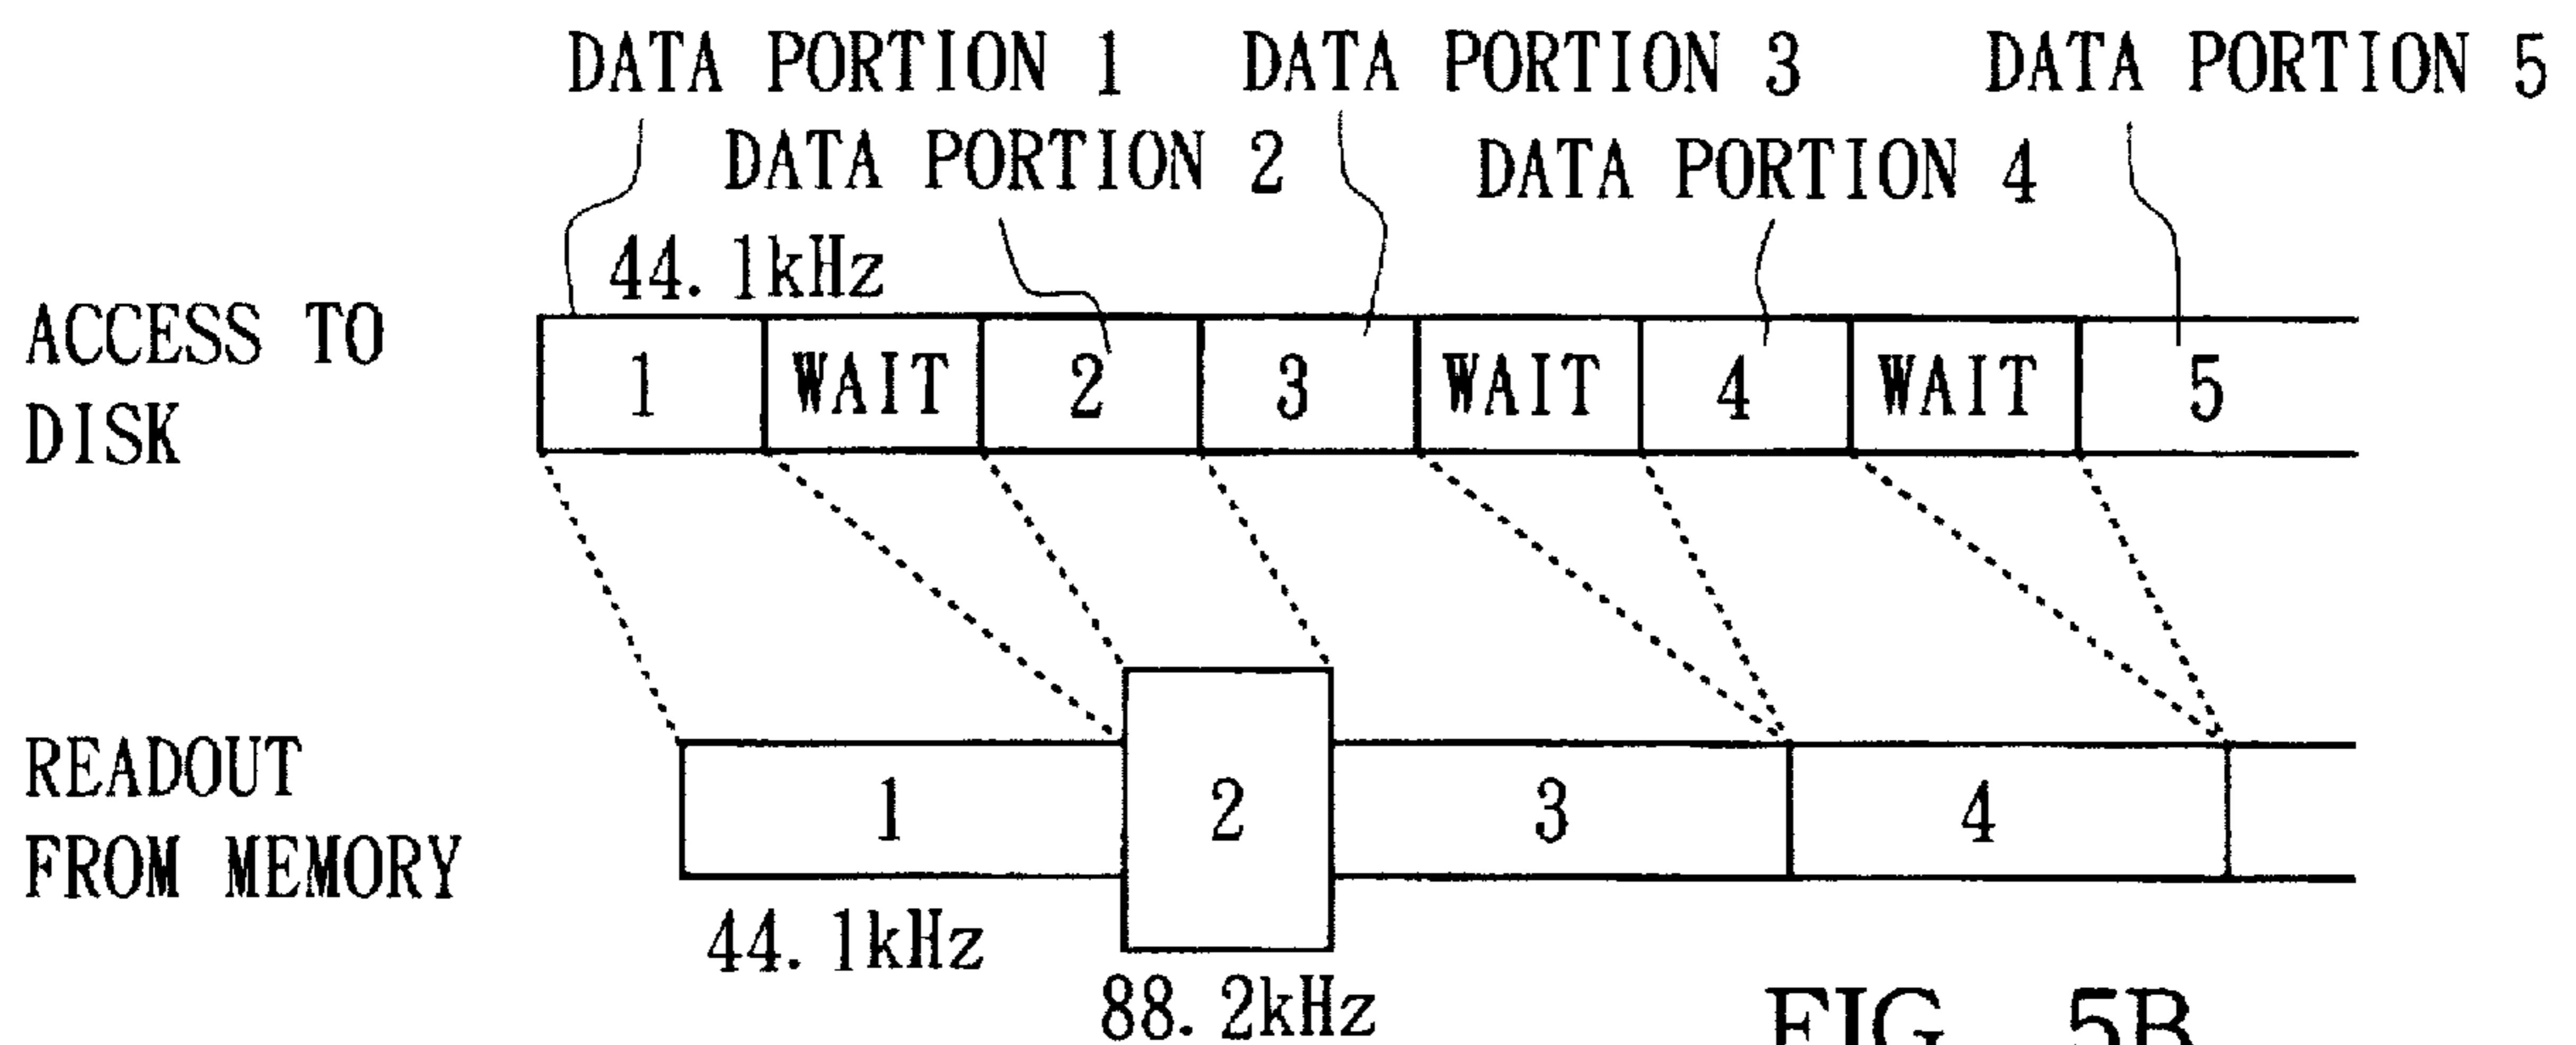 DATA PORTION 1 DATA PORTION 3 DATA PORTION 5
DATA PORTION 2 DATA PORTION 4
44.1kHz
ACCESS TO
DISK
1 WAIT 2 3 WAIT 4 WAIT 5
READOUT
FROM MEMORY
1 2 3 4
44.1kHz
88.2kHz
FIG. 5B